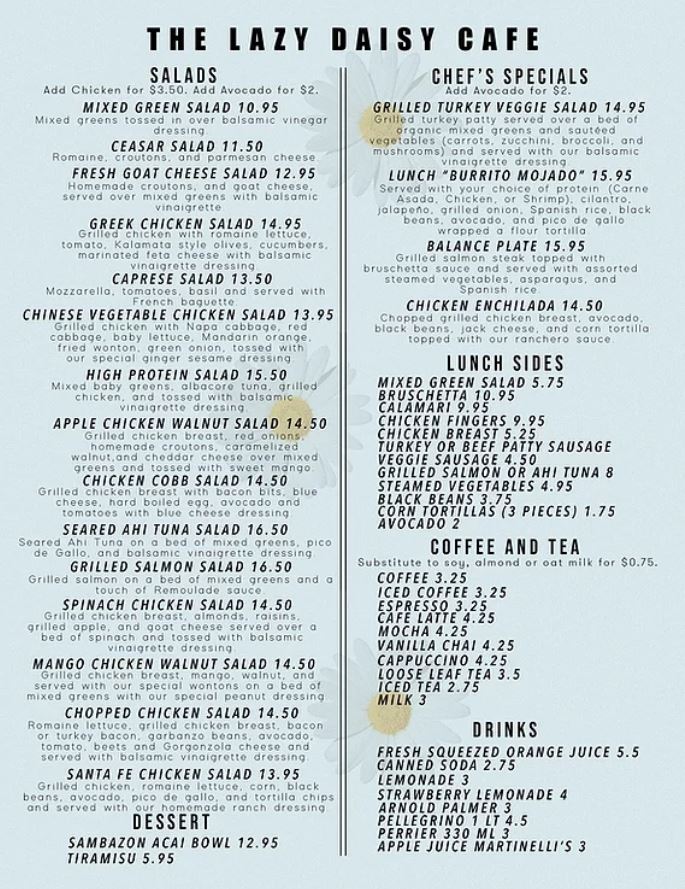 THE LAZY DAISY CAFE
SALADS
Add Chicken for $3.50. Add Avocado for $2.
MIXED GREEN SALAD 10.95
Mixed greens tossed in over balsamic vinegar
dressing.
CEASAR SALAD 11.50
Romaine, croutons, and parmesan cheese.
FRESH GOAT CHEESE SALAD 12.95
Homemade croutons, and goat cheese,
served over mixed greens with balsamic
vinaigrette.
GREEK CHICKEN SALAD 14.95
Grilled chicken with romaine lettuce,
tomato, Kalamata style olives, cucumbers,
marinated feta cheese with balsamic
vinaigrette dressing.
CAPRESE SALAD 13.50
Mozzarella, tomatoes, basil and served with
French baguette.
CHINESE VEGETABLE CHICKEN SALAD 13.95
Grilled chicken with Napa cabbage, red
cabbage, baby lettuce, Mandarin orange,
fried wonton, green onion, tossed with
our special ginger sesame dressing.
HIGH PROTEIN SALAD 15.50
Mixed baby greens, albacore tuna, grilled
chicken, and tossed with balsamic
vinaigrette dressing.
APPLE CHICKEN WALNUT SALAD 14.50
Grilled chicken breast, red onions,
homemade croutons, caramelized
walnut,and cheddar cheese over mixed
greens and tossed with sweet mango.
CHICKEN COBB SALAD 14.50
Grilled chicken breast with bacon bits, blue
cheese, hard boiled egg, avocado and
tomatoes with blue cheese dressing.
SEARED AHI TUNA SALAD 16.50
Seared Ahi Tuna on a bed of mixed greens, pico
de Gallo, and balsamic vinaigrette dressing.
GRILLED SALMON SALAD 16.50
Grilled salmon on a bed of mixed greens and a
touch of Remoulade sauce.
SPINACH CHICKEN SALAD 14.50
Grilled chicken breast, almonds, raisins,
grilled apple, and goat cheese served over a
bed of spinach and tossed with balsamic
vinaigrette dressing.
MANGO CHICKEN WALNUT SALAD 14.50
Grilled chicken breast, mango, walnut, and
served with our special wontons on a bed of
mixed greens with our special peanut dressing.
CHOPPED CHICKEN SALAD 14.50
Romaine lettuce, grilled chicken breast, bacon
or turkey bacon, garbanzo beans, avocado,
tomato, beets and Gorgonzola cheese and
served with balsamic vinaigrette dressing.
SANTA FE CHICKEN SALAD 13.95
Grilled chicken, romaine lettuce, corn, black
beans, avocado, pico de gallo, and tortilla chips
and served with our homemade ranch dressing.
DESSERT
SAMBAZON ACAI BOWL 12.95
TIRAMISU 5.95
CHEF'S SPECIALS
Add Avocado for $2.
GRILLED TURKEY VEGGIE SALAD 14.95
Grilled turkey patty served over a bed of
organic mixed greens and sautéed
vegetables (carrots, zucchini, broccoli, and
mushrooms) and served with our balsamic
vinaigrette dressing.
LUNCH "BURRITO MOJADO" 15.95
Served with your choice of protein (Carne
Asada, Chicken, or Shrimp), cilantro,
jalapeño, grilled onion, Spanish rice, black
beans, avocado, and pico de gallo
wrapped a flour tortilla
BALANCE PLATE 15.95
Grilled salmon steak topped with
bruschetta sauce and served with assorted
steamed vegetables, asparagus, and
Spanish rice.
CHICKEN ENCHILADA 14.50
Chopped grilled chicken breast, avocado,
black beans, jack cheese, and corn tortilla
topped with our ranchero sauce.
LUNCH SIDES
MIXED GREEN SALAD 5.75
BRUSCHETTA 10.95
CALAMARI 9.95
CHICKEN FINGERS 9.95
CHICKEN BREAST 5.25
TURKEY OR BEEF PATTY SAUSAGE
VEGGIE SAUSAGE 4.50
GRILLED SALMON OR AHI TUNA 8
STEAMED VEGETABLES 4.95
BLACK BEANS 3.75
CORN TORTILLAS (3 PIECES) 1.75
AVOCADO 2
COFFEE AND TEA
Substitute to soy, almond or oat milk for $0.75.
COFFEE 3.25
ICED COFFEE 3.25
ESPRESSO 3.25
CAFE LATTE 4.25
MOCHA 4.25
VANILLA CHAI 4.25
CAPPUCCINO 4.25
LOOSE LEAF TEA 3.5
ICED TEA 2.75
MILK 3
DRINKS
FRESH SQUEEZED ORANGE JUICE 5.5
CANNED SODA 2.75
LEMONADE 3
STRAWBERRY LEMONADE 4
ARNOLD PALMER 3
PELLEGRINO 1 LT 4.5
PERRIER 330 ML 3
APPLE JUICE MARTINELLI'S 3